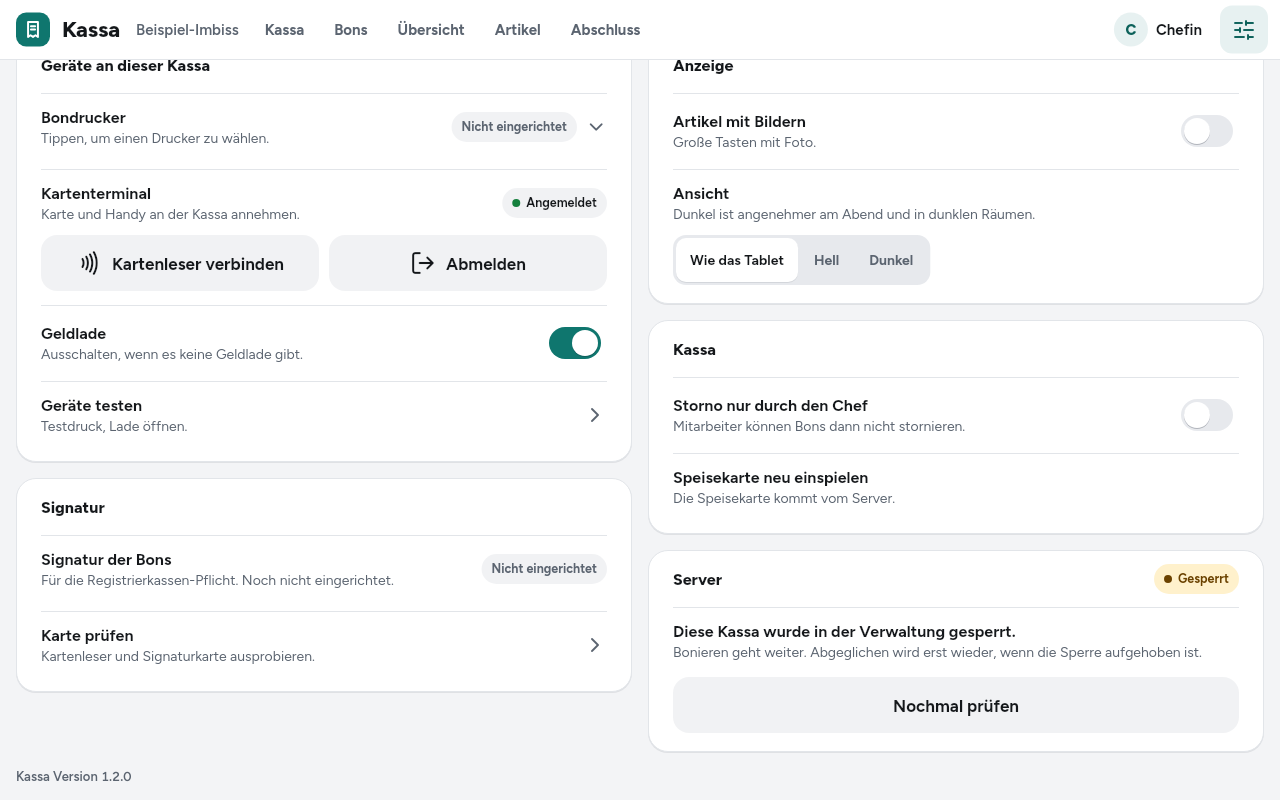 Kassa
Beispiel-Imbiss
Kassa
Bons
Übersicht
Artikel
Abschluss
C
Chefin
Geräte an dieser Kassa
Bondrucker
Tippen, um einen Drucker zu wählen.
Nicht eingerichtet
Kartenterminal
Karte und Handy an der Kassa annehmen.
Angemeldet
Kartenleser verbinden
Abmelden
Geldlade
Ausschalten, wenn es keine Geldlade gibt.
Geräte testen
Testdruck, Lade öffnen.
Signatur
Signatur der Bons
Für die Registrierkassen-Pflicht. Noch nicht eingerichtet.
Nicht eingerichtet
Karte prüfen
Kartenleser und Signaturkarte ausprobieren.
Anzeige
Artikel mit Bildern
Große Tasten mit Foto.
Ansicht
Dunkel ist angenehmer am Abend und in dunklen Räumen.
Wie das Tablet
Hell
Dunkel
Kassa
Storno nur durch den Chef
Mitarbeiter können Bons dann nicht stornieren.
Speisekarte neu einspielen
Die Speisekarte kommt vom Server.
Server
Gesperrt
Diese Kassa wurde in der Verwaltung gesperrt.
Bonieren geht weiter. Abgeglichen wird erst wieder, wenn die Sperre aufgehoben ist.
Nochmal prüfen
Kassa Version 1.2.0